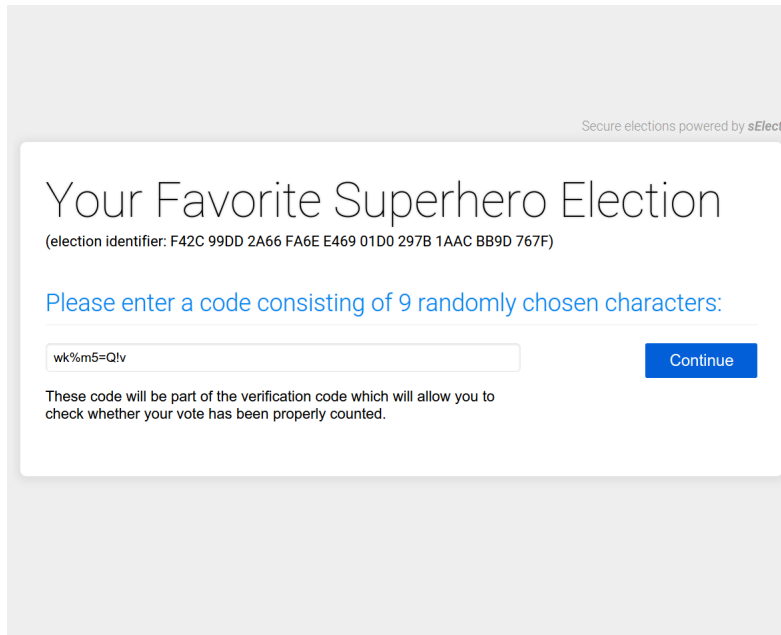 Secure elections powered by sElect
Your Favorite Superhero Election
(election identifier: F42C 99DD 2A66 FA6E E469 01D0 297B 1AAC BB9D 767F)
Please enter a code consisting of 9 randomly chosen characters:
wk%m5=Q!v
Continue
These code will be part of the verification code which will allow you to
check whether your vote has been properly counted.